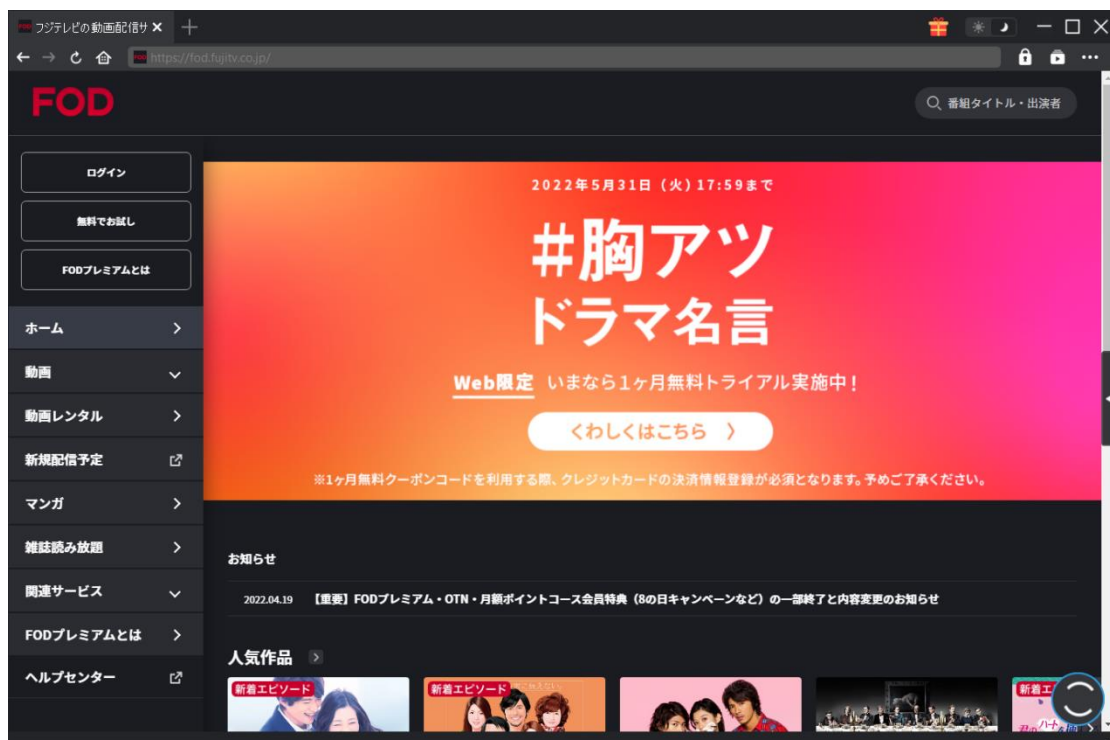 フジテレビの動画配信サ
https://fod.fujitv.co.jp/
FOD
番組タイトル・出演者
ログイン
無料でお試し
FODプレミアムとは
ホーム
動画
動画レンタル
新規配信予定
マンガ
雑誌読み放題
関連サービス
FODプレミアムとは
ヘルプセンター
2022年5月31日（火）17:59まで
#胸アツ
ドラマ名言
Web限定 いまなら1ヶ月無料トライアル実施中！
くわしくはこちら 〉
※1ヶ月無料クーポンコードを利用する際、クレジットカードの決済情報登録が必須となります。予めご了承ください。
お知らせ
2022.04.19 【重要】FODプレミアム・OTN・月額ポイントコース会員特典（8の日キャンペーンなど）の一部終了と内容変更のお知らせ
人気作品
新着エピソード
新着エピソード
新着エ